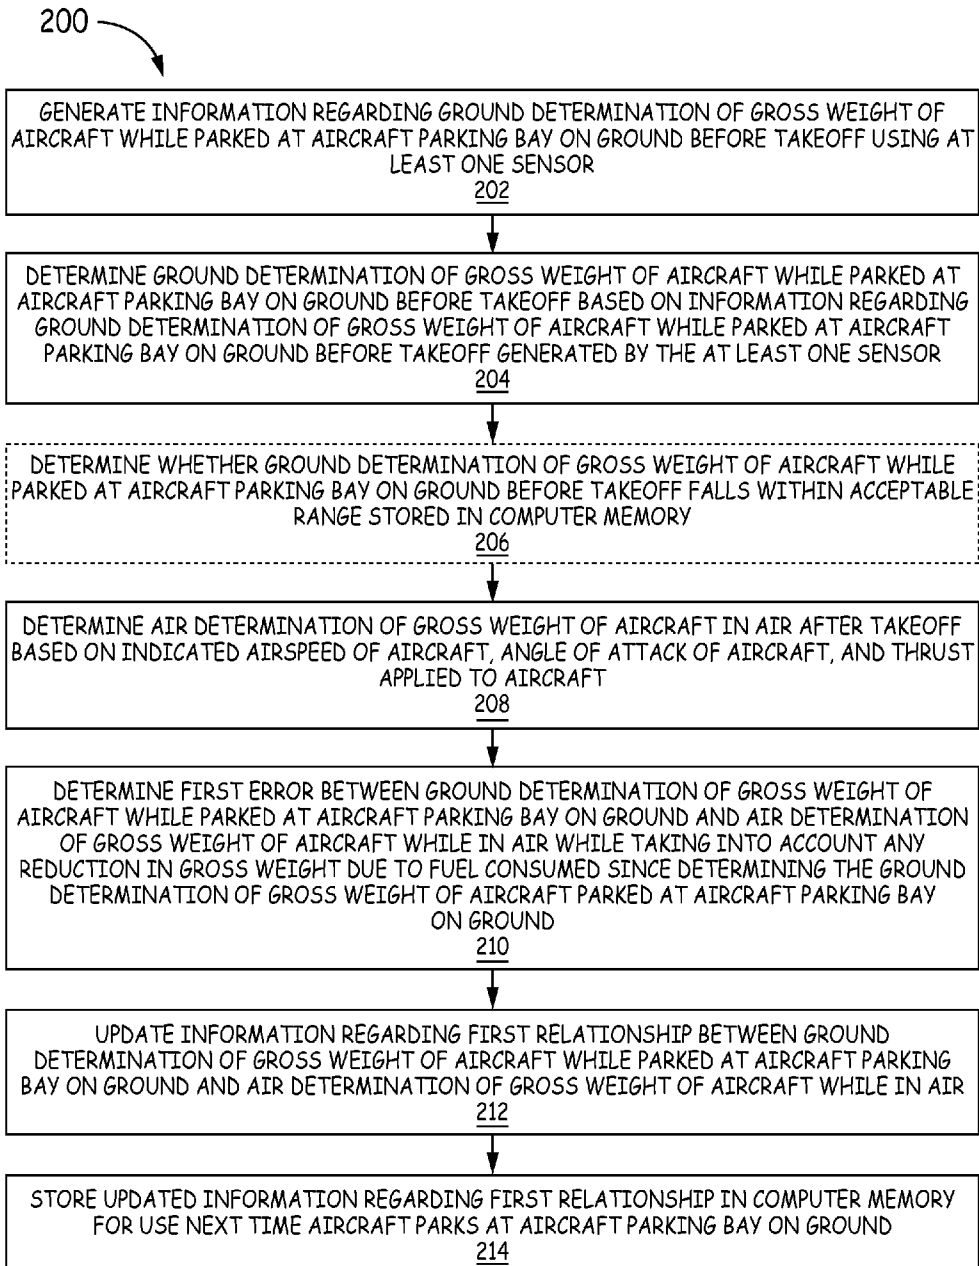 200
GENERATE INFORMATION REGARDING GROUND DETERMINATION OF GROSS WEIGHT OF
AIRCRAFT WHILE PARKED AT AIRCRAFT PARKING BAY ON GROUND BEFORE TAKEOFF USING AT
LEAST ONE SENSOR
202
DETERMINE GROUND DETERMINATION OF GROSS WEIGHT OF AIRCRAFT WHILE PARKED AT
AIRCRAFT PARKING BAY ON GROUND BEFORE TAKEOFF BASED ON INFORMATION REGARDING
GROUND DETERMINATION OF GROSS WEIGHT OF AIRCRAFT WHILE PARKED AT AIRCRAFT
PARKING BAY ON GROUND BEFORE TAKEOFF GENERATED BY THE AT LEAST ONE SENSOR
204
DETERMINE WHETHER GROUND DETERMINATION OF GROSS WEIGHT OF AIRCRAFT WHILE
PARKED AT AIRCRAFT PARKING BAY ON GROUND BEFORE TAKEOFF FALLS WITHIN ACCEPTABLE
RANGE STORED IN COMPUTER MEMORY
206
DETERMINE AIR DETERMINATION OF GROSS WEIGHT OF AIRCRAFT IN AIR AFTER TAKEOFF
BASED ON INDICATED AIRSPEED OF AIRCRAFT, ANGLE OF ATTACK OF AIRCRAFT, AND THRUST
APPLIED TO AIRCRAFT
208
DETERMINE FIRST ERROR BETWEEN GROUND DETERMINATION OF GROSS WEIGHT OF
AIRCRAFT WHILE PARKED AT AIRCRAFT PARKING BAY ON GROUND AND AIR DETERMINATION
OF GROSS WEIGHT OF AIRCRAFT WHILE IN AIR WHILE TAKING INTO ACCOUNT ANY
REDUCTION IN GROSS WEIGHT DUE TO FUEL CONSUMED SINCE DETERMINING THE GROUND
DETERMINATION OF GROSS WEIGHT OF AIRCRAFT PARKED AT AIRCRAFT PARKING BAY
ON GROUND
210
UPDATE INFORMATION REGARDING FIRST RELATIONSHIP BETWEEN GROUND
DETERMINATION OF GROSS WEIGHT OF AIRCRAFT WHILE PARKED AT AIRCRAFT PARKING
BAY ON GROUND AND AIR DETERMINATION OF GROSS WEIGHT OF AIRCRAFT WHILE IN AIR
212
STORE UPDATED INFORMATION REGARDING FIRST RELATIONSHIP IN COMPUTER MEMORY
FOR USE NEXT TIME AIRCRAFT PARKS AT AIRCRAFT PARKING BAY ON GROUND
214